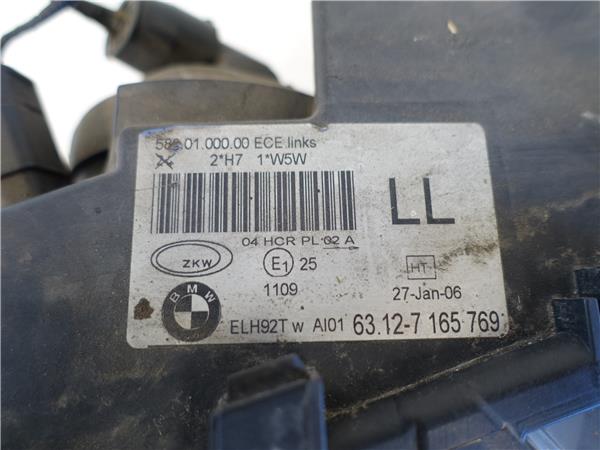 582.01.000.00 ECE links
2*H7 1*W5W
LL
04 HCR PL 02 A
ZKW
E1 25
HT
1109
27-Jan-06
BMW
ELH92T w AI01 63.12-7 165 769